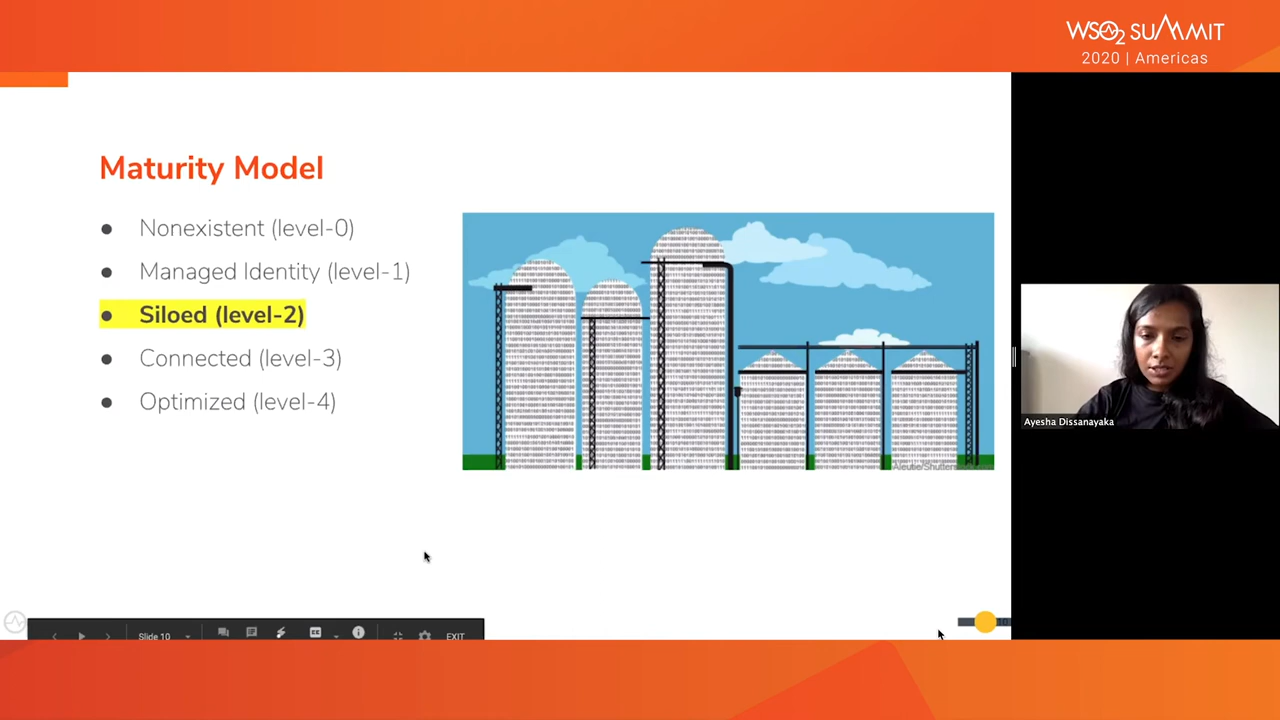 WSO2 SUMMIT
2020 | Americas
Maturity Model
● Nonexistent (level-0)
● Managed Identity (level-1)
● Siloed (level-2)
● Connected (level-3)
● Optimized (level-4)
Ayesha Dissanayaka
Slide 10
CC
EXIT